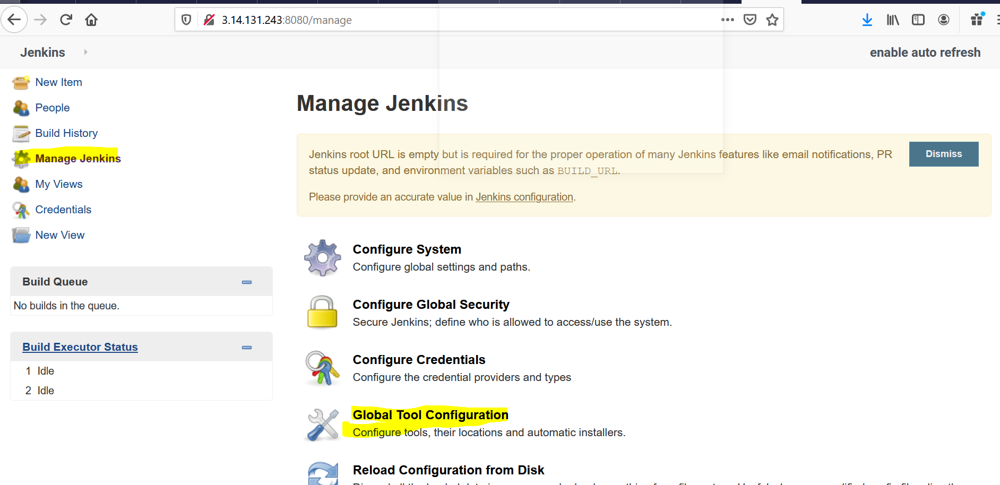 3.14.131.243:8080/manage
Jenkins
enable auto refresh
New Item
People
Build History
Manage Jenkins
My Views
Credentials
New View
Build Queue
No builds in the queue.
Build Executor Status
1 Idle
2 Idle
Manage Jenkins
Jenkins root URL is empty but is required for the proper operation of many Jenkins features like email notifications, PR
status update, and environment variables such as BUILD_URL.
Please provide an accurate value in Jenkins configuration.
Dismiss
Configure System
Configure global settings and paths.
Configure Global Security
Secure Jenkins; define who is allowed to access/use the system.
Configure Credentials
Configure the credential providers and types
Global Tool Configuration
Configure tools, their locations and automatic installers.
Reload Configuration from Disk